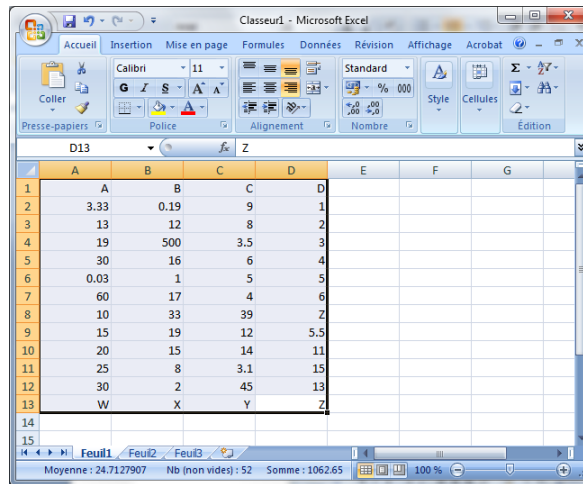 Classeur1 - Microsoft Excel
Accueil Insertion Mise en page Formules Données Révision Affichage Acrobat
Coller
Calibri 11
G I S A A
A
Standard
% 000
,0 ,00
,00 ,0
Style
Cellules
Σ
Presse-papiers Police Alignement Nombre Édition
D13 fx Z
A B C D E F G
1 A B C D
2 3.33 0.19 9 1
3 13 12 8 2
4 19 500 3.5 3
5 30 16 6 4
6 0.03 1 5 5
7 60 17 4 6
8 10 33 39 Z
9 15 19 12 5.5
10 20 15 14 11
11 25 8 3.1 15
12 30 2 45 13
13 W X Y Z
14
15
Feuil1 Feuil2 Feuil3
Moyenne : 24.7127907 Nb (non vides) : 52 Somme : 1062.65 100 %